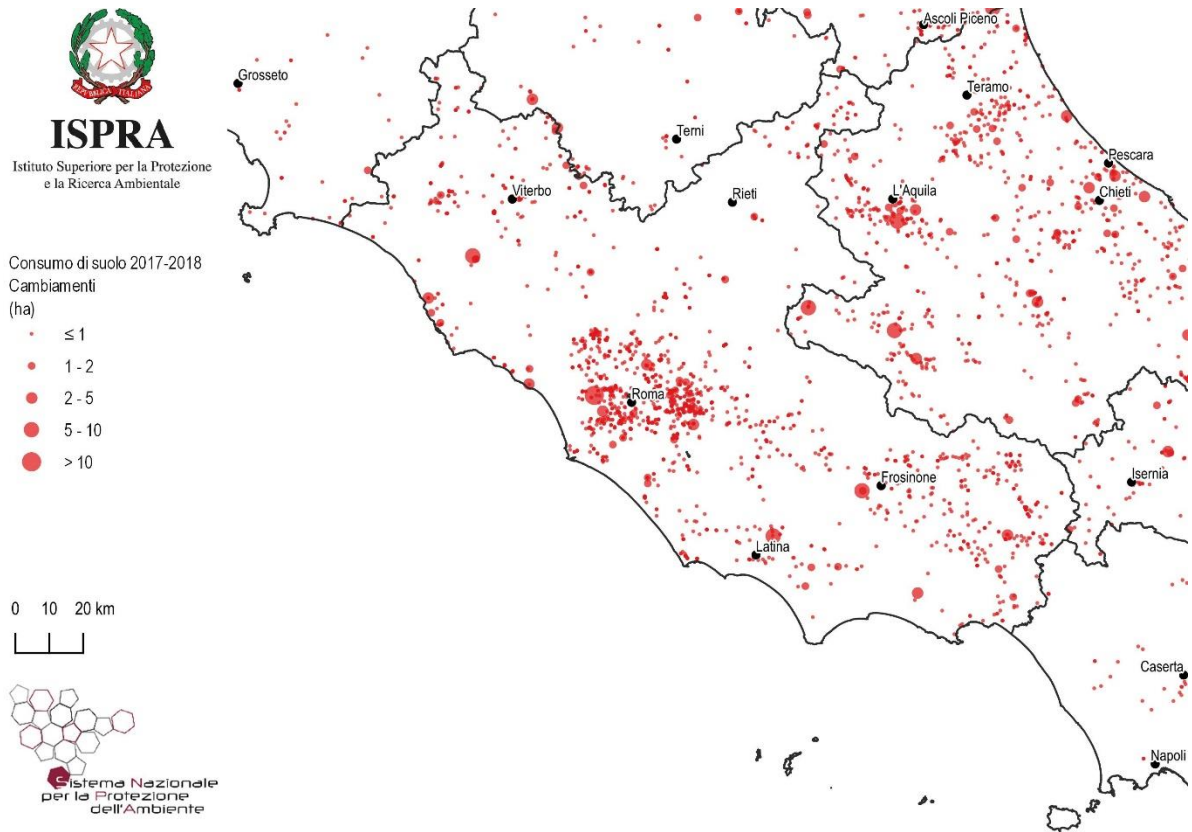 REPVBBLICA ITALIANA
ISPRA
Istituto Superiore per la Protezione
e la Ricerca Ambientale
Consumo di suolo 2017-2018
Cambiamenti
(ha)
≤ 1
1 - 2
2 - 5
5 - 10
> 10
0 10 20 km
Sistema Nazionale
per la Protezione
dell'Ambiente
Ascoli Piceno
Grosseto
Teramo
Terni
Pescara
Viterbo
Rieti
L'Aquila
Chieti
Roma
Frosinone
Isernia
Latina
Caserta
Napoli